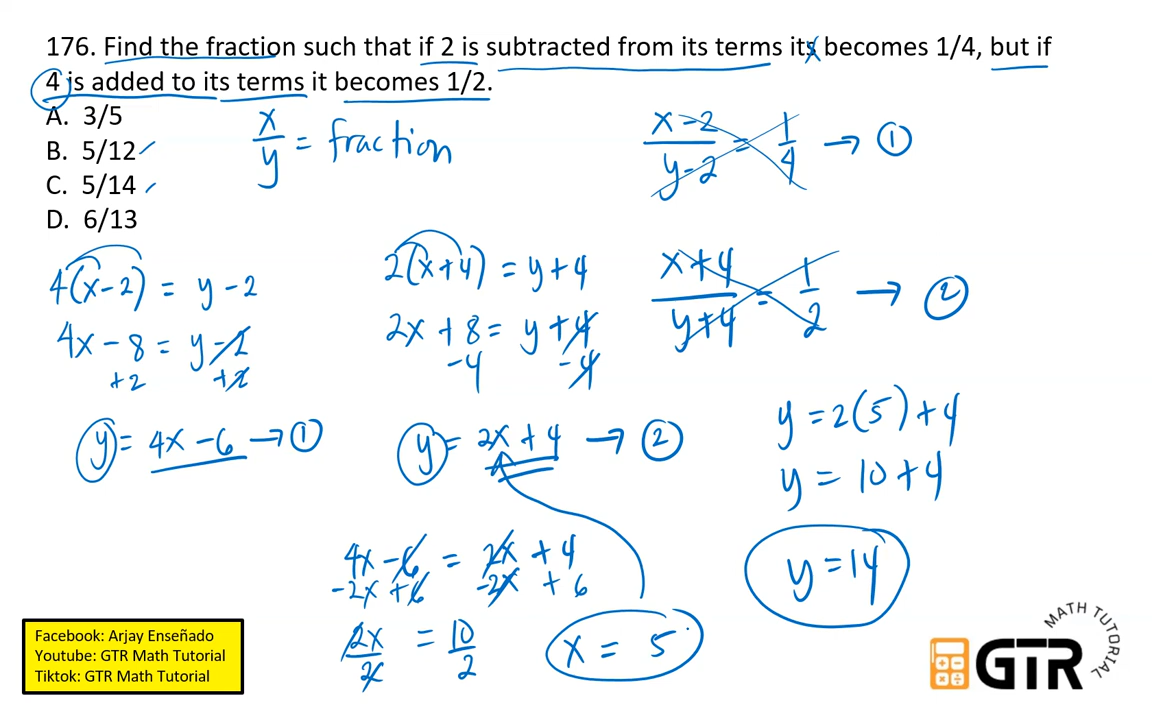 176. Find the fraction such that if 2 is subtracted from its terms its becomes 1/4, but if
4 is added to its terms it becomes 1/2.
A. 3/5
B. 5/12
C. 5/14
D. 6/13
x/y = fraction
(x-2)/(y-2) = 1/4 → ①
4(x-2) = y-2
4x - 8 = y-2
+2 +2
y = 4x - 6 → ①
2(x+4) = y+4
2x + 8 = y+4
-4 -4
y = 2x + 4 → ②
(x+4)/(y+4) = 1/2 → ②
4x - 6 = 2x + 4
-2x +6 -2x + 6
2x/2 = 10/2
x = 5
y = 2(5) + 4
y = 10 + 4
y = 14
Facebook: Arjay Enseñado
Youtube: GTR Math Tutorial
Tiktok: GTR Math Tutorial
GTR
MATH TUTORIAL